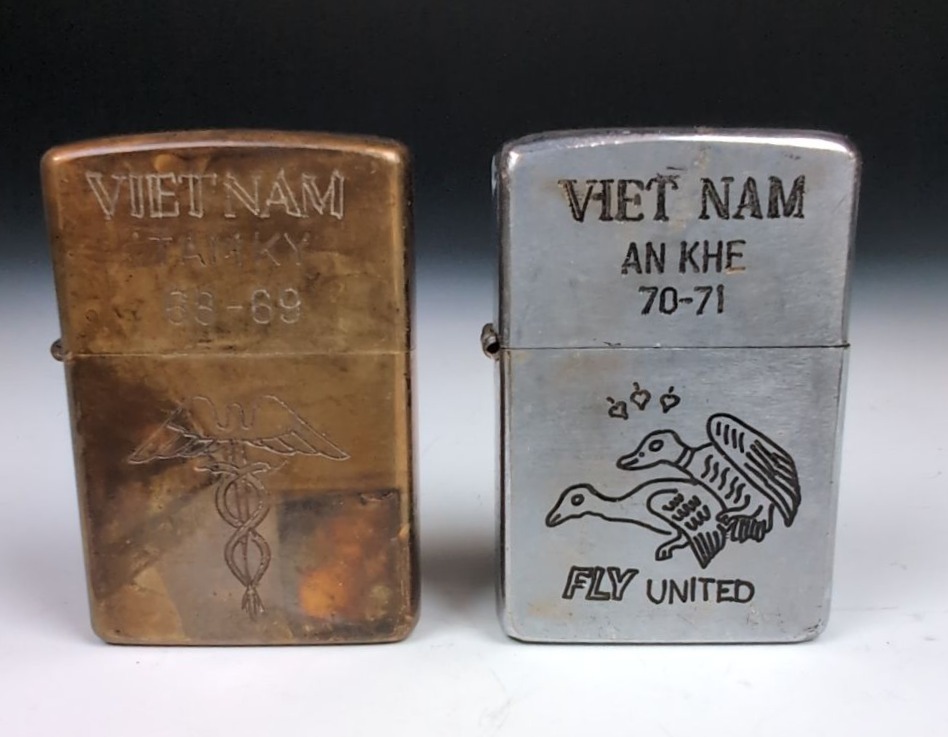 VIETNAM
TAM KY
68-69
VIET NAM
AN KHE
70-71
FLY UNITED